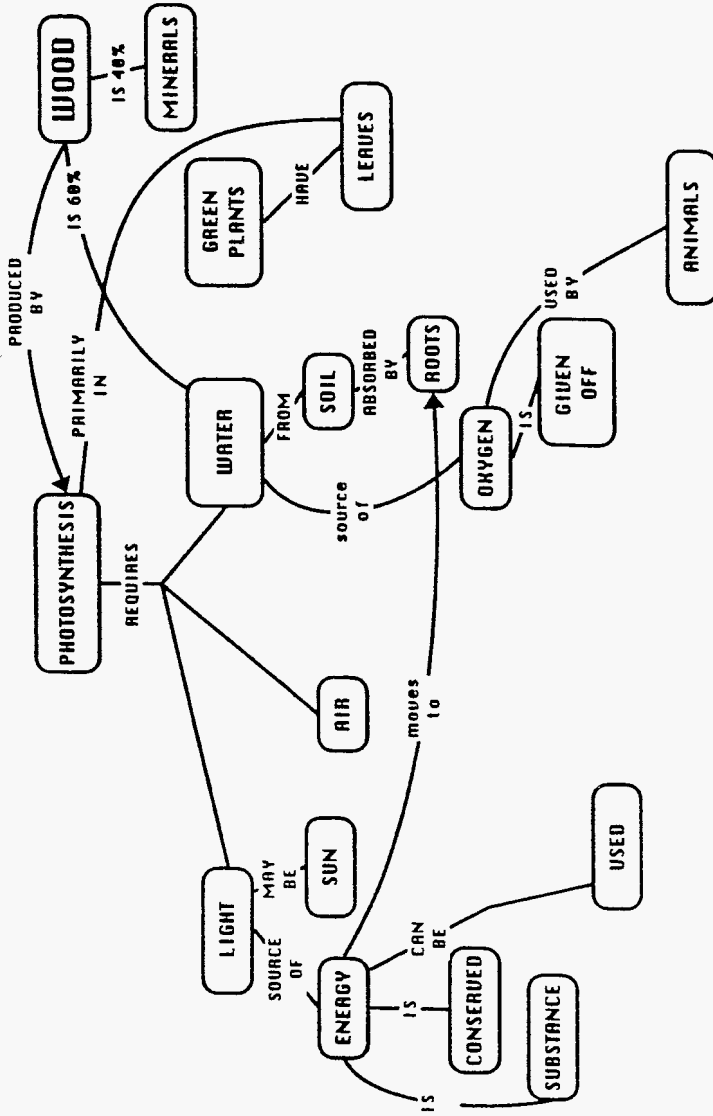 WOOD
IS 40%
MINERALS
PRODUCED
BY
IS 60%
PHOTOSYNTHESIS
PRIMARILY
IN
GREEN
PLANTS
HAVE
LEAVES
REQUIRES
WATER
FROM
SOIL
ABSORBED
BY
ROOTS
source
of
OXYGEN
USED
BY
ANIMALS
IS
GIVEN
OFF
AIR
LIGHT
MAY
BE
SUN
SOURCE
OF
ENERGY
moves
to
CAN
BE
USED
IS
CONSERVED
IS
SUBSTANCE